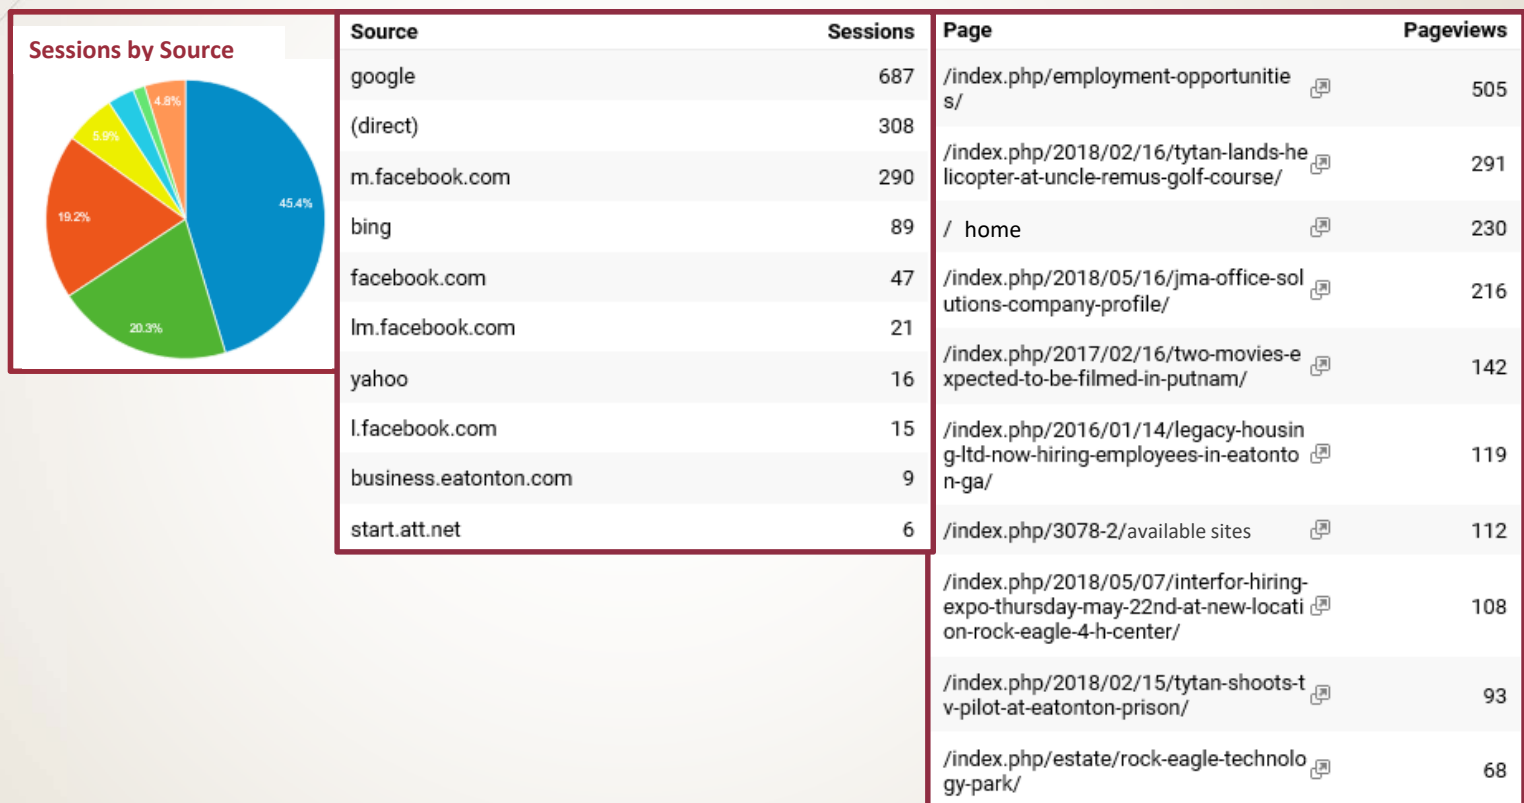 Sessions by Source
4.8%
5.9%
19.2%
45.4%
20.3%
Source Sessions
google 687
(direct) 308
m.facebook.com 290
bing 89
facebook.com 47
lm.facebook.com 21
yahoo 16
l.facebook.com 15
business.eatonton.com 9
start.att.net 6
Page Pageviews
/index.php/employment-opportunitie
s/ 505
/index.php/2018/02/16/tytan-lands-he
licopter-at-uncle-remus-golf-course/ 291
/ home 230
/index.php/2018/05/16/jma-office-sol
utions-company-profile/ 216
/index.php/2017/02/16/two-movies-e
xpected-to-be-filmed-in-putnam/ 142
/index.php/2016/01/14/legacy-housin
g-ltd-now-hiring-employees-in-eatonto 119
n-ga/
/index.php/3078-2/available sites 112
/index.php/2018/05/07/interfor-hiring-
expo-thursday-may-22nd-at-new-locati 108
on-rock-eagle-4-h-center/
/index.php/2018/02/15/tytan-shoots-t
v-pilot-at-eatonton-prison/ 93
/index.php/estate/rock-eagle-technolo
gy-park/ 68